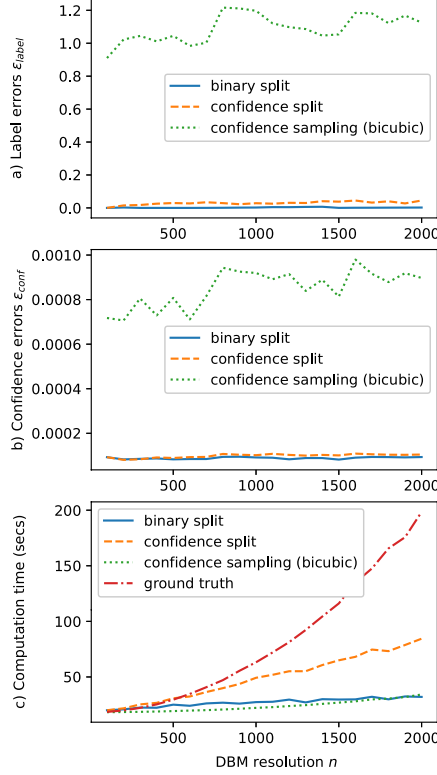 1.2
1.0
0.8
0.6
0.4
0.2
0.0
a) Label errors ε_label
binary split
confidence split
confidence sampling (bicubic)
500
1000
1500
2000
0.0010
0.0008
0.0006
0.0004
0.0002
b) Confidence errors ε_conf
binary split
confidence split
confidence sampling (bicubic)
500
1000
1500
2000
200
150
100
50
c) Computation time (secs)
binary split
confidence split
confidence sampling (bicubic)
ground truth
500
1000
1500
2000
DBM resolution n